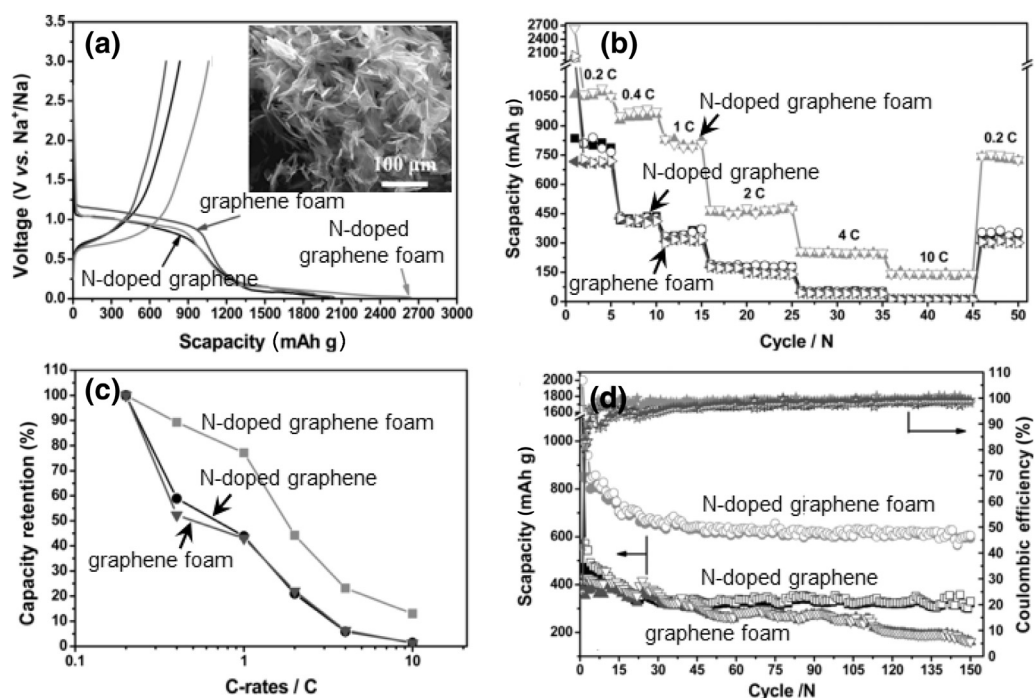 (a)
3.5
3.0
2.5
2.0
1.5
1.0
0.5
0.0
Voltage (V vs. Na+/Na)
100 μm
graphene foam
N-doped
graphene foam
N-doped graphene
0 300 600 900 1200 1500 1800 2100 2400 2700 3000
Scapacity (mAh g)
(b)
2700
2400
2100
1050
900
750
600
450
300
150
0
Scapacity (mAh g)
0.2 C
0.4 C
1 C
N-doped graphene foam
N-doped graphene
2 C
4 C
10 C
0.2 C
graphene foam
0 5 10 15 20 25 30 35 40 45 50
Cycle / N
(c)
110
100
90
80
70
60
50
40
30
20
10
0
Capacity retention (%)
N-doped graphene foam
N-doped graphene
graphene foam
0.1 1 10
C-rates / C
(d)
2000
1800
1600
1000
800
600
400
200
Scapacity (mAh g)
N-doped graphene foam
N-doped graphene
graphene foam
110
100
90
80
70
60
50
40
30
20
10
0
Coulombic efficiency (%)
0 15 30 45 60 75 90 105 120 135 150
Cycle /N